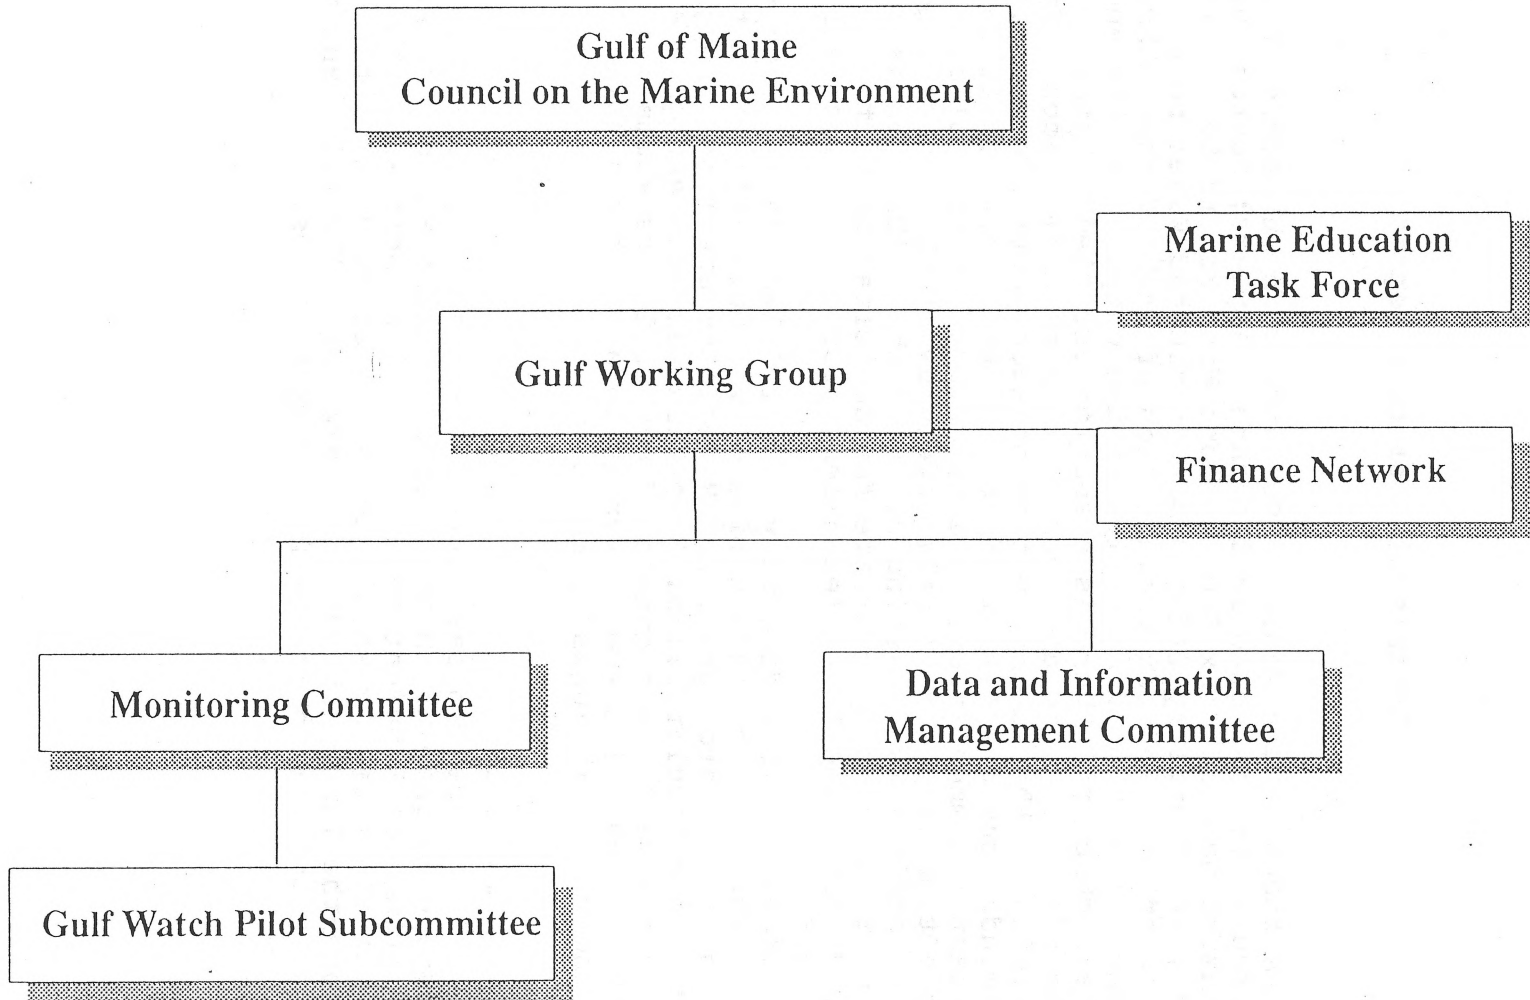 Gulf of Maine
Council on the Marine Environment
Marine Education
Task Force
Gulf Working Group
Finance Network
Monitoring Committee
Data and Information
Management Committee
Gulf Watch Pilot Subcommittee